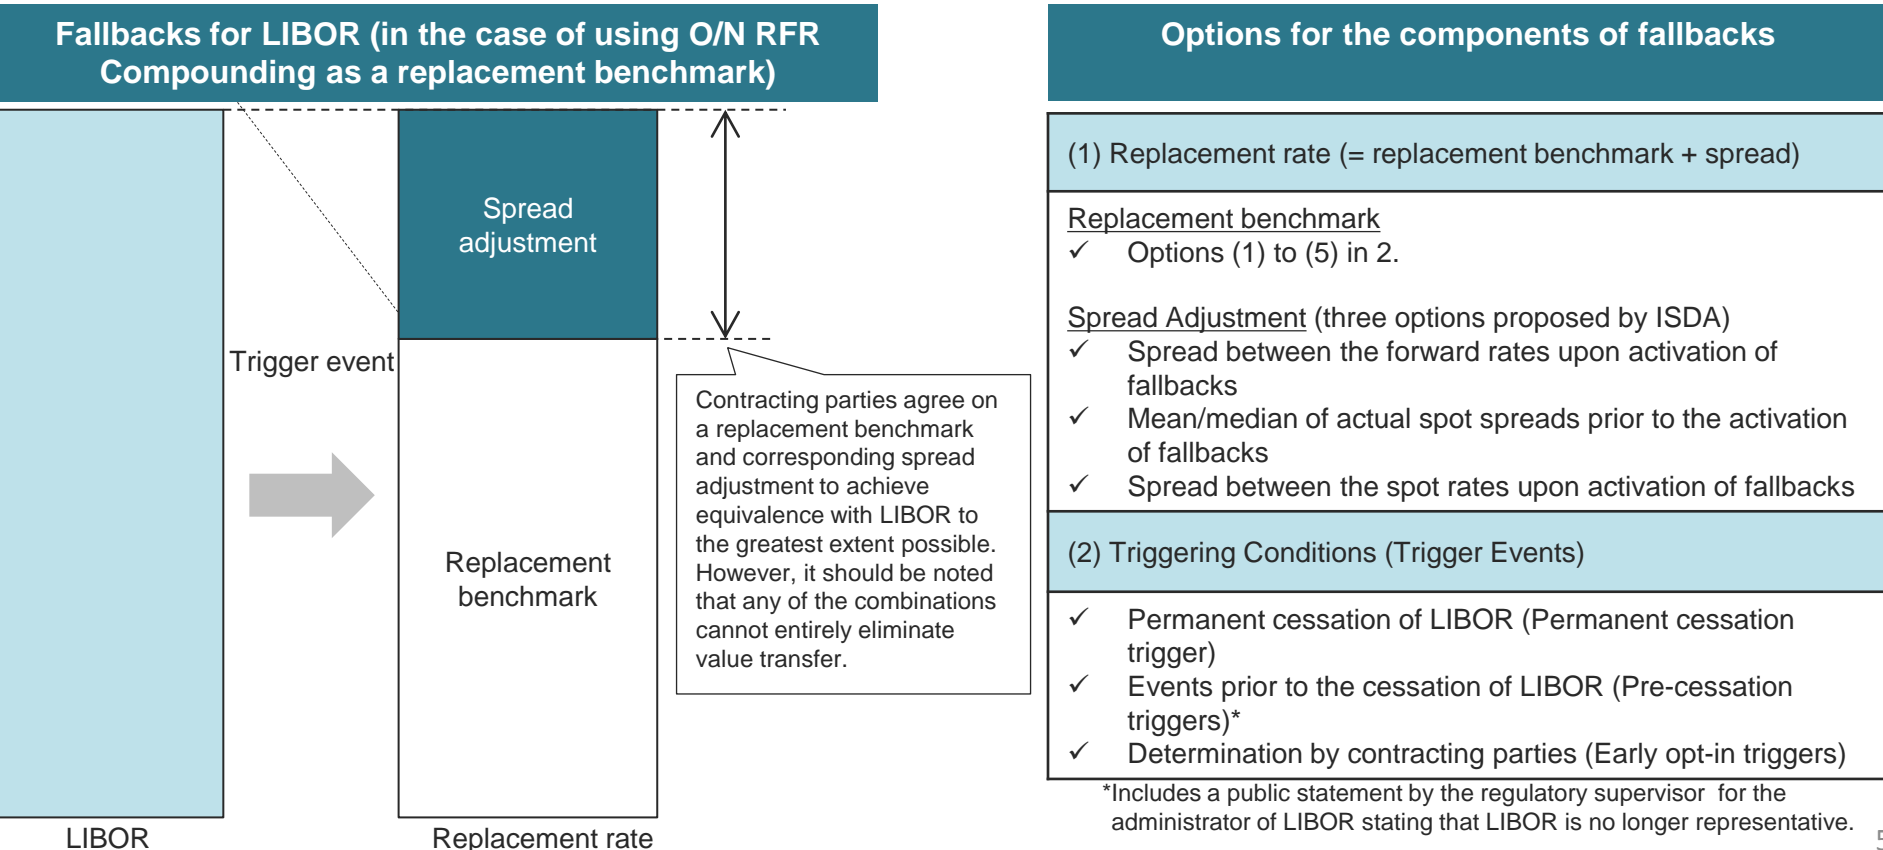 Fallbacks for LIBOR (in the case of using O/N RFR
Compounding as a replacement benchmark)
Spread
adjustment
Trigger event
Replacement
benchmark
Contracting parties agree on
a replacement benchmark
and corresponding spread
adjustment to achieve
equivalence with LIBOR to
the greatest extent possible.
However, it should be noted
that any of the combinations
cannot entirely eliminate
value transfer.
LIBOR
Replacement rate
Options for the components of fallbacks
(1) Replacement rate (= replacement benchmark + spread)
Replacement benchmark
✓ Options (1) to (5) in 2.
Spread Adjustment (three options proposed by ISDA)
✓ Spread between the forward rates upon activation of
fallbacks
✓ Mean/median of actual spot spreads prior to the activation
of fallbacks
✓ Spread between the spot rates upon activation of fallbacks
(2) Triggering Conditions (Trigger Events)
✓ Permanent cessation of LIBOR (Permanent cessation
trigger)
✓ Events prior to the cessation of LIBOR (Pre-cessation
triggers)*
✓ Determination by contracting parties (Early opt-in triggers)
*Includes a public statement by the regulatory supervisor for the
administrator of LIBOR stating that LIBOR is no longer representative.